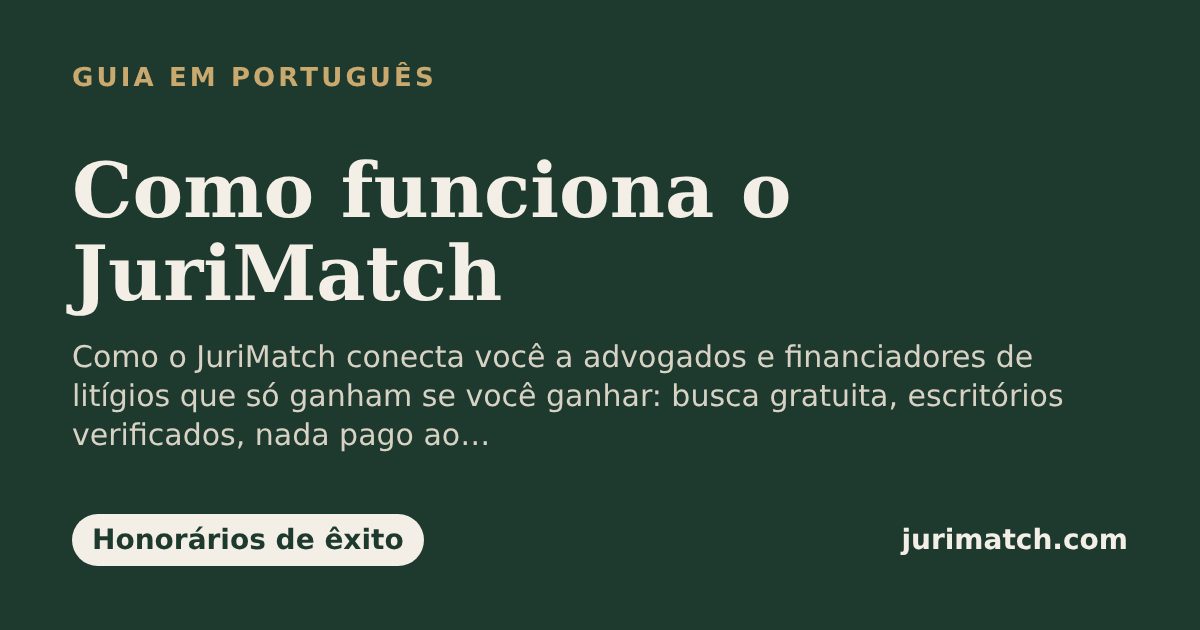 GUIA EM PORTUGUÊS
Como funciona o
JuriMatch
Como o JuriMatch conecta você a advogados e financiadores de
litígios que só ganham se você ganhar: busca gratuita, escritórios
verificados, nada pago ao…
Honorários de êxito
jurimatch.com